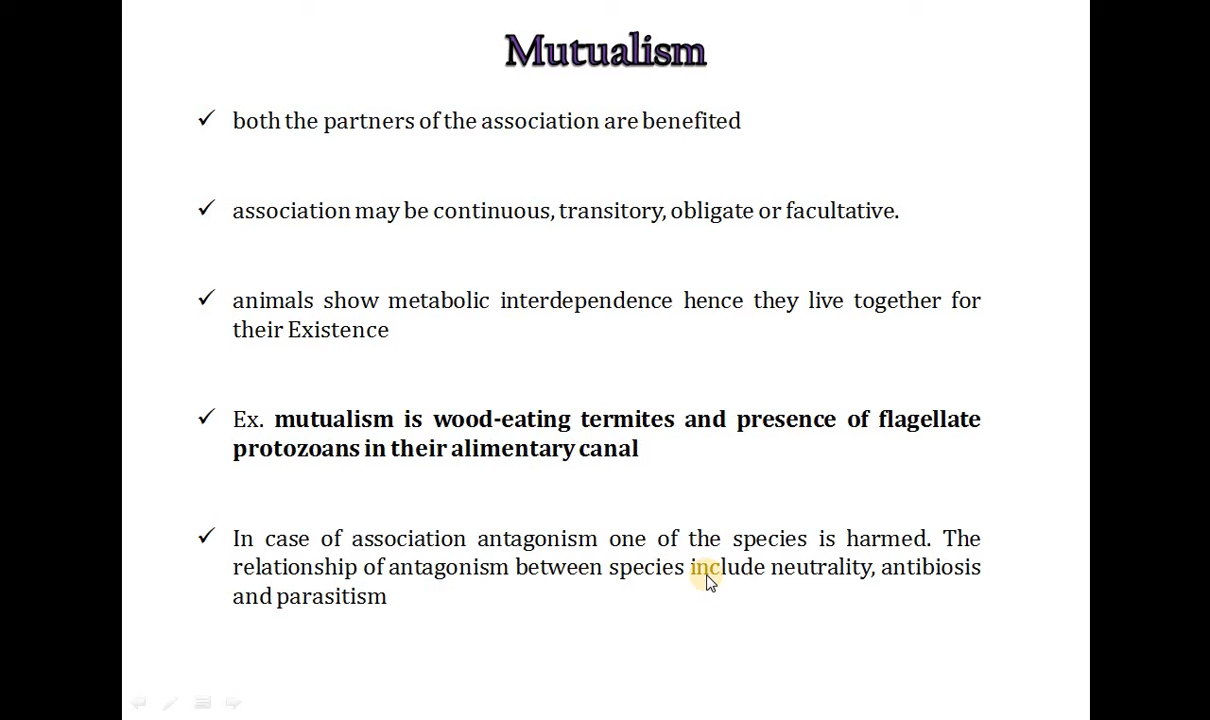 Mutualism
✓ both the partners of the association are benefited
✓ association may be continuous, transitory, obligate or facultative.
✓ animals show metabolic interdependence hence they live together for
their Existence
✓ Ex. mutualism is wood-eating termites and presence of flagellate
protozoans in their alimentary canal
✓ In case of association antagonism one of the species is harmed. The
relationship of antagonism between species include neutrality, antibiosis
and parasitism